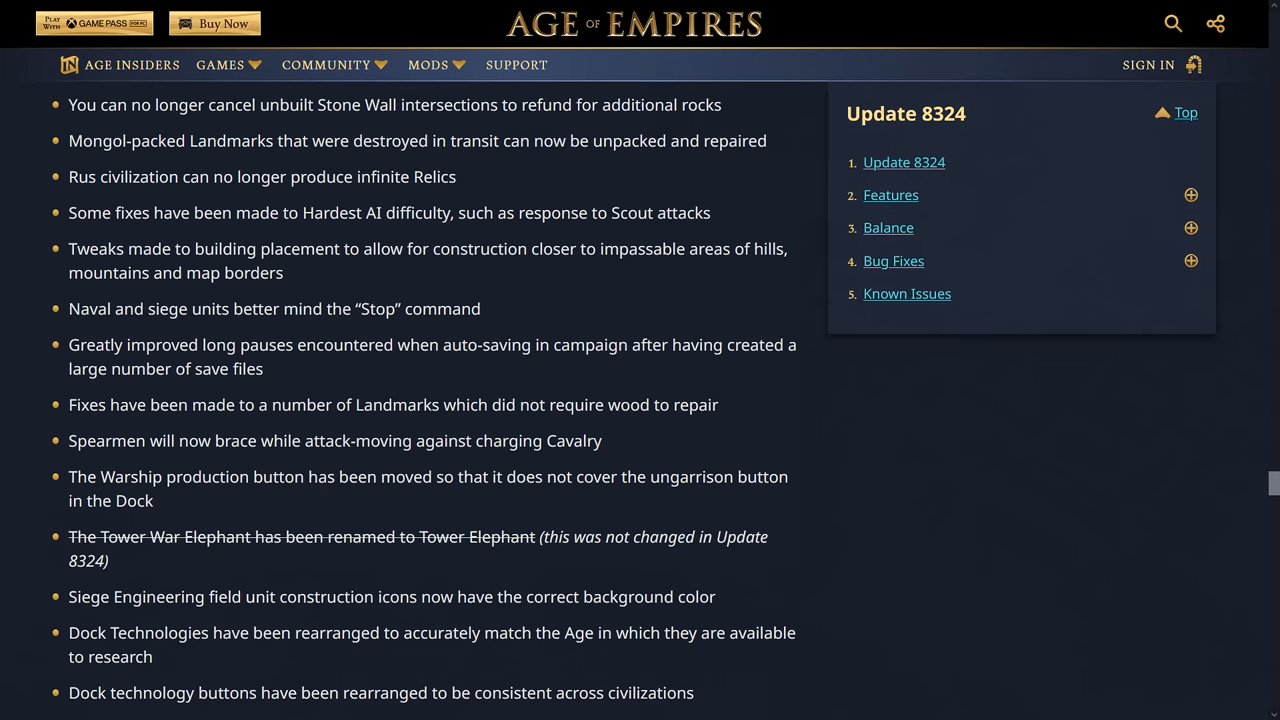 PLAY WITH XBOX GAME PASS FOR PC
Buy Now
AGE OF EMPIRES
AGE INSIDERS
GAMES
COMMUNITY
MODS
SUPPORT
SIGN IN
You can no longer cancel unbuilt Stone Wall intersections to refund for additional rocks
Mongol-packed Landmarks that were destroyed in transit can now be unpacked and repaired
Rus civilization can no longer produce infinite Relics
Some fixes have been made to Hardest AI difficulty, such as response to Scout attacks
Tweaks made to building placement to allow for construction closer to impassable areas of hills,
mountains and map borders
Naval and siege units better mind the “Stop” command
Greatly improved long pauses encountered when auto-saving in campaign after having created a
large number of save files
Fixes have been made to a number of Landmarks which did not require wood to repair
Spearmen will now brace while attack-moving against charging Cavalry
The Warship production button has been moved so that it does not cover the ungarrison button
in the Dock
The Tower War Elephant has been renamed to Tower Elephant (this was not changed in Update
8324)
Siege Engineering field unit construction icons now have the correct background color
Dock Technologies have been rearranged to accurately match the Age in which they are available
to research
Dock technology buttons have been rearranged to be consistent across civilizations
Update 8324
Top
1. Update 8324
2. Features
3. Balance
4. Bug Fixes
5. Known Issues